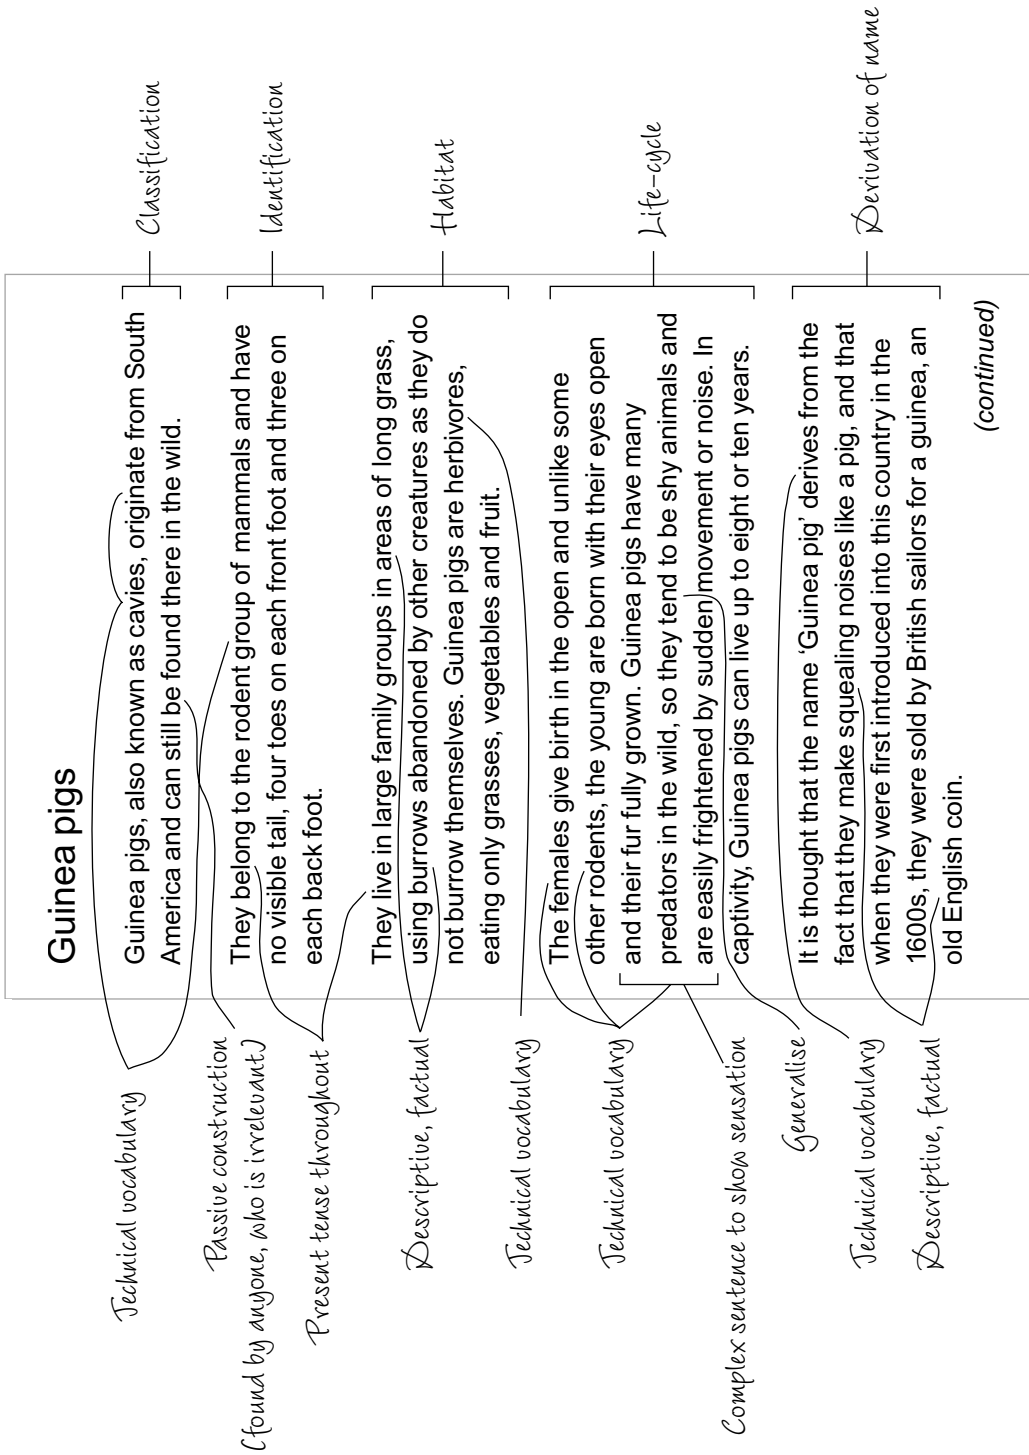 Guinea pigs
Guinea pigs, also known as cavies, originate from South
America and can still be found there in the wild.
They belong to the rodent group of mammals and have
no visible tail, four toes on each front foot and three on
each back foot.
They live in large family groups in areas of long grass,
using burrows abandoned by other creatures as they do
not burrow themselves. Guinea pigs are herbivores,
eating only grasses, vegetables and fruit.
The females give birth in the open and unlike some
other rodents, the young are born with their eyes open
and their fur fully grown. Guinea pigs have many
predators in the wild, so they tend to be shy animals and
are easily frightened by sudden movement or noise. In
captivity, Guinea pigs can live up to eight or ten years.
It is thought that the name ‘Guinea pig’ derives from the
fact that they make squealing noises like a pig, and that
when they were first introduced into this country in the
1600s, they were sold by British sailors for a guinea, an
old English coin.
(continued)
Technical vocabulary
Passive construction
(found by anyone, who is irrelevant)
Present tense throughout
Descriptive, factual
Technical vocabulary
Technical vocabulary
Complex sentence to show sensation
Generalise
Technical vocabulary
Descriptive, factual
Classification
Identification
Habitat
Life-cycle
Derivation of name